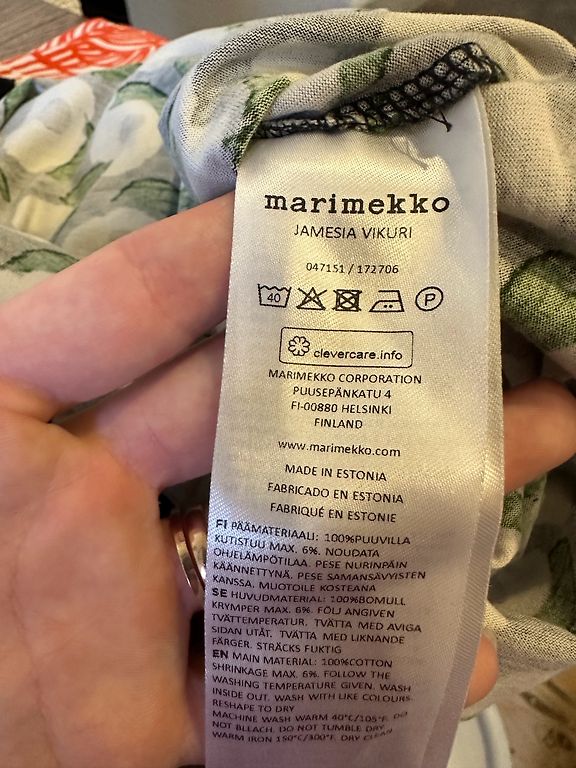 marimekko
JAMESIA VIKURI
047151 / 172706
40 P
clevercare.info
MARIMEKKO CORPORATION
PUUSEPÄNKATU 4
FI-00880 HELSINKI
FINLAND
www.marimekko.com
MADE IN ESTONIA
FABRICADO EN ESTONIA
FABRIQUÉ EN ESTONIE
FI PÄÄMATERIAALI: 100%PUUVILLA
KUTISTUU MAX. 6%. NOUDATA
OHJELÄMPÖTILAA. PESE NURINPÄIN
KÄÄNNETTYNÄ. PESE SAMANSÄVYISTEN
KANSSA. MUOTOILE KOSTEANA
SE HUVUDMATERIAL: 100%BOMULL
KRYMPER MAX. 6%. FÖLJ ANGIVEN
TVÄTTEMPERATUR. TVÄTTA MED AVIGA
SIDAN UTÅT. TVÄTTA MED LIKNANDE
FÄRGER. STRÄCKS FUKTIG
EN MAIN MATERIAL: 100%COTTON
SHRINKAGE MAX. 6%. FOLLOW THE
WASHING TEMPERATURE GIVEN. WASH
INSIDE OUT. WASH WITH LIKE COLOURS.
RESHAPE TO DRY
MACHINE WASH WARM 40°C/105°F. DO
NOT BLEACH. DO NOT TUMBLE DRY
WARM IRON 150°C/300°F. DRY CLEAN